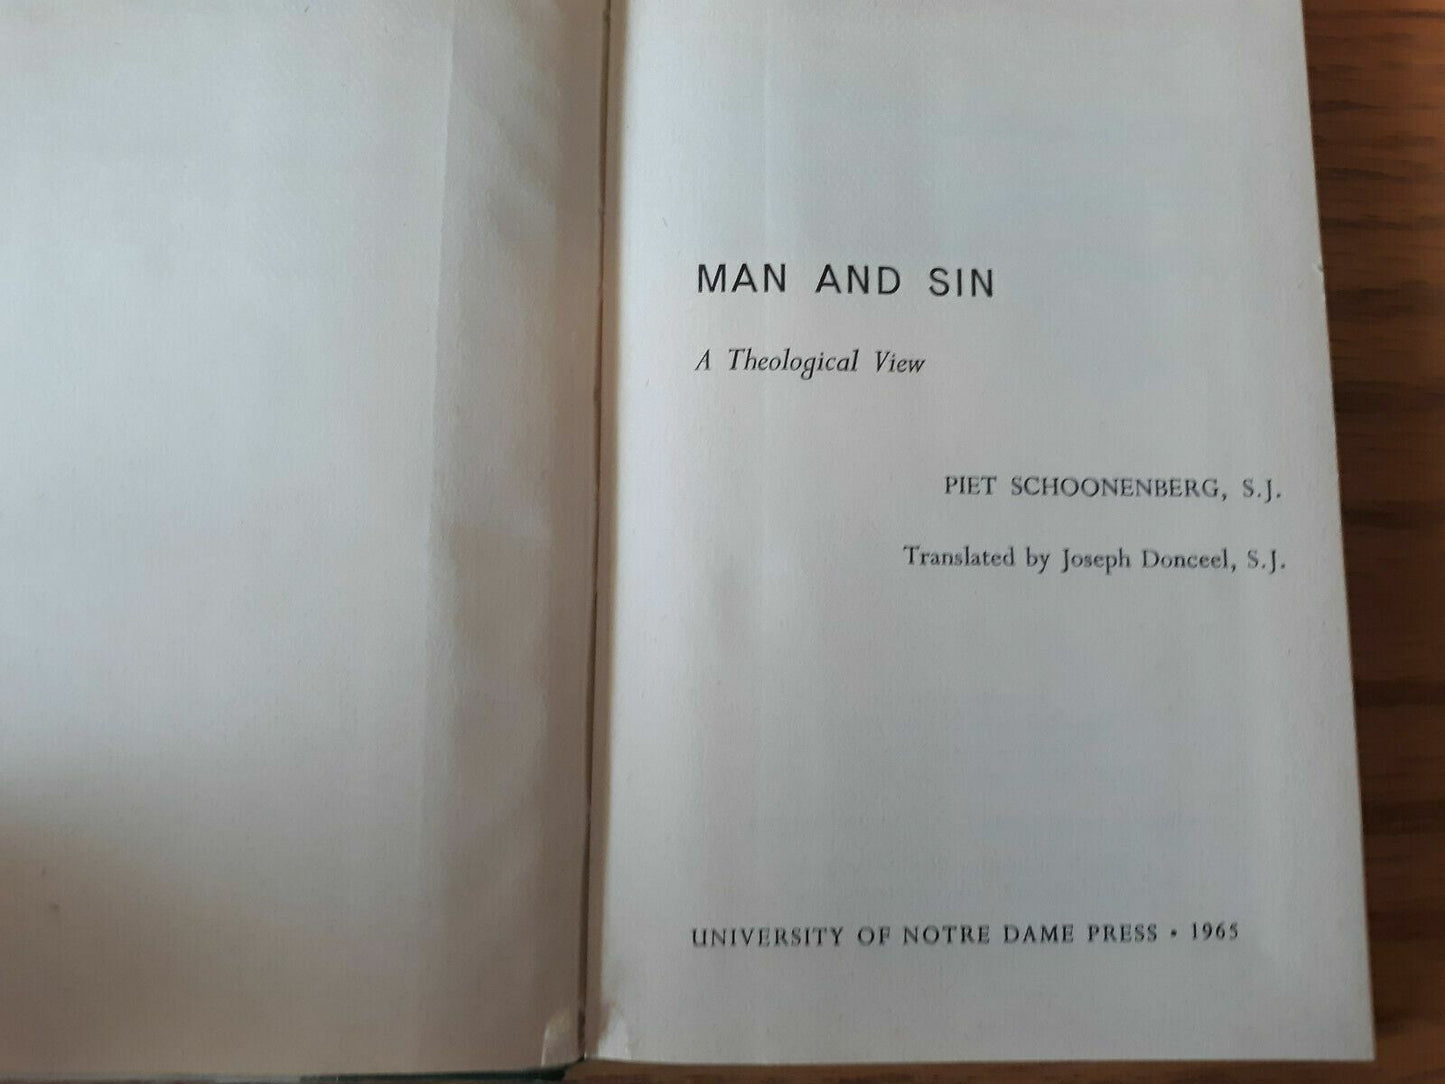 MAN AND SIN
A Theological View
PIET SCHOONENBERG, S.J.
Translated by Joseph Donceel, S.J.
UNIVERSITY OF NOTRE DAME PRESS • 1965